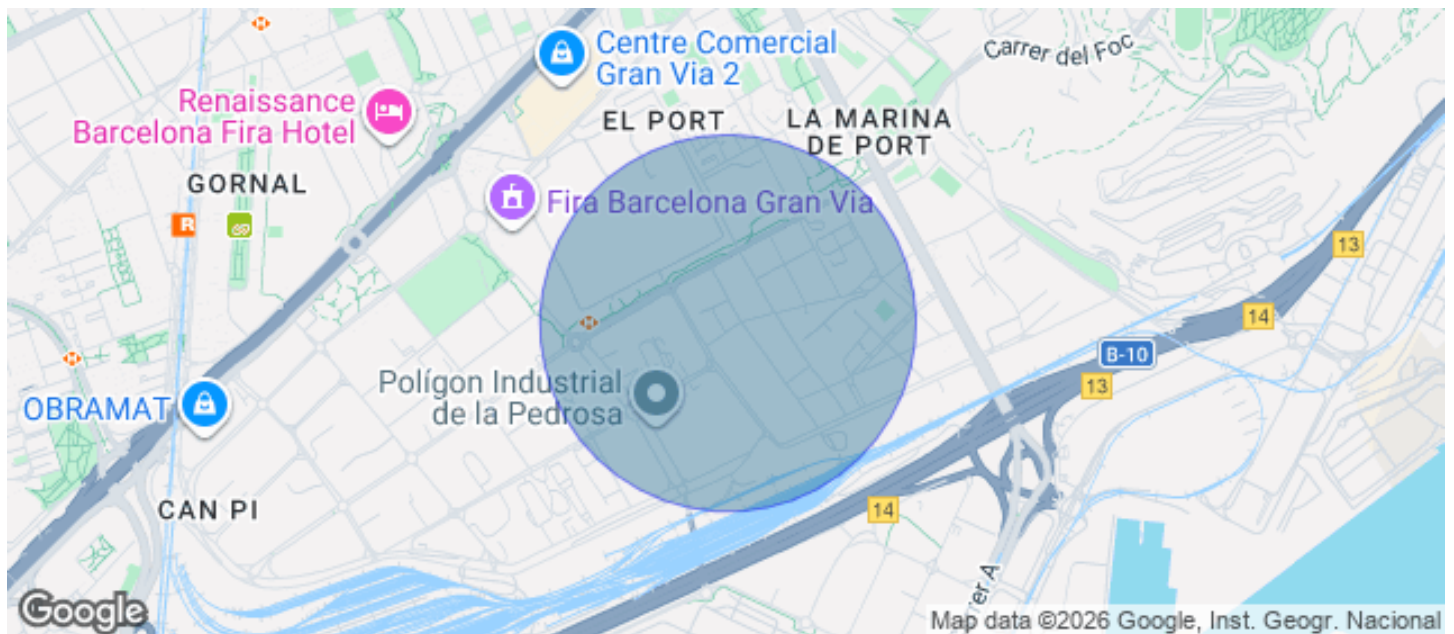 Centre Comercial
Gran Via 2
Carrer del Foc
Renaissance
Barcelona Fira Hotel
EL PORT
LA MARINA
DE PORT
GORNAL
R
Fira Barcelona Gran Via
13
14
B-10
13
Polígon Industrial
de la Pedrosa
OBRAMAT
CAN PI
14
er A
Google
Map data ©2026 Google, Inst. Geogr. Nacional